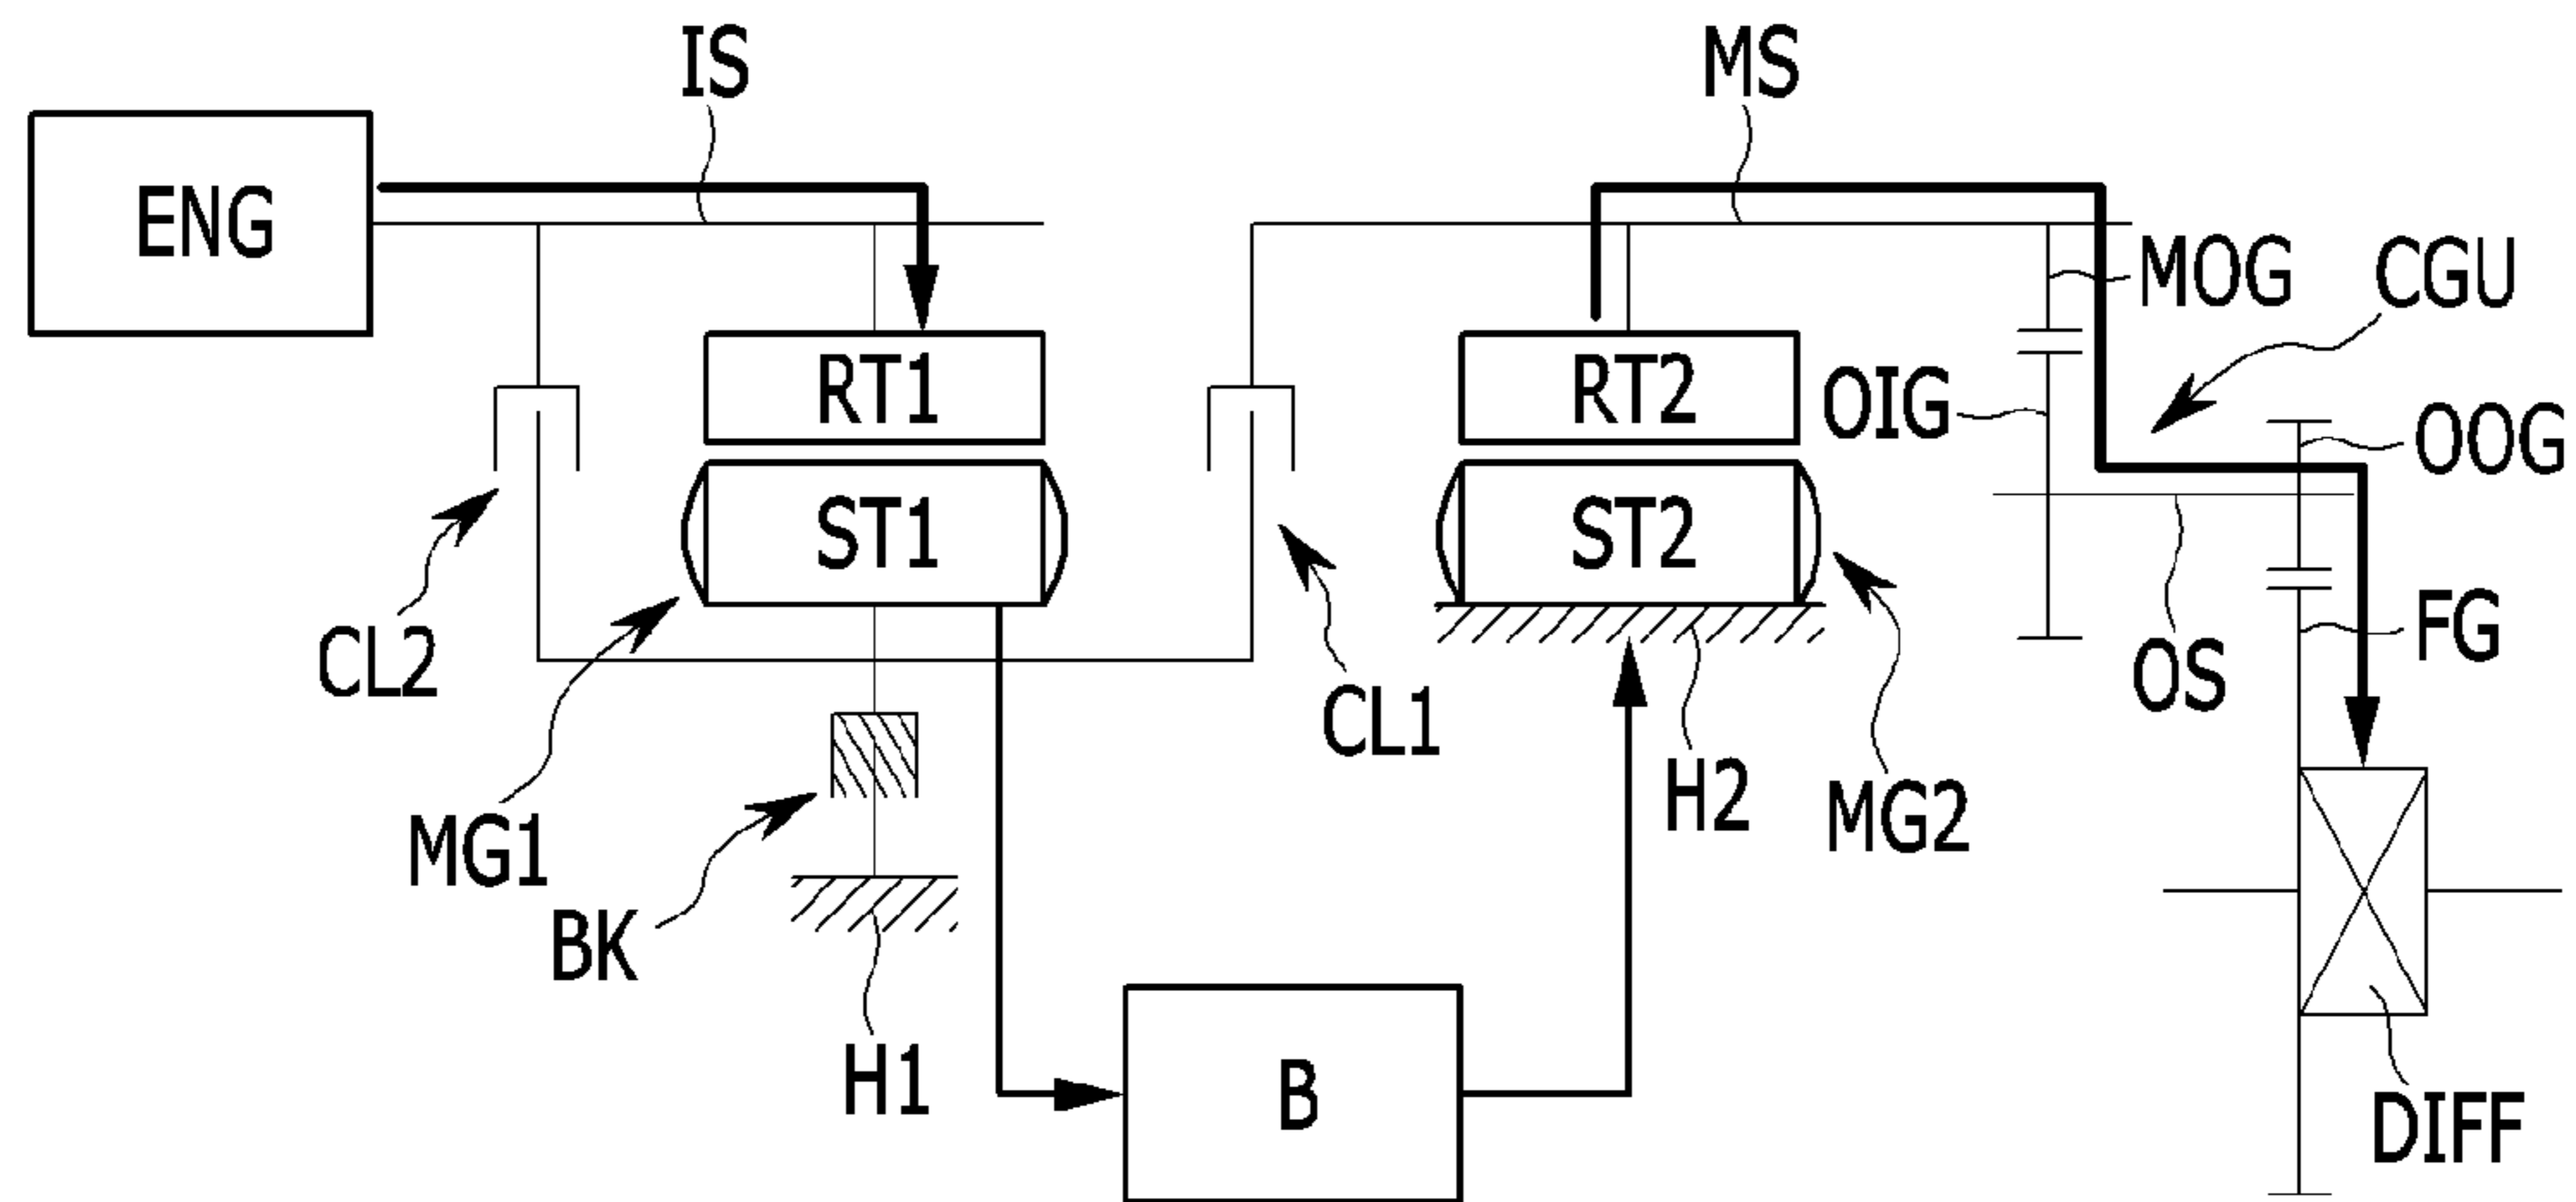 IS
MS
ENG
MOG
CGU
RT1
RT2
OIG
OOG
ST1
ST2
CL2
FG
OS
CL1
H2
MG2
MG1
BK
H1
B
DIFF